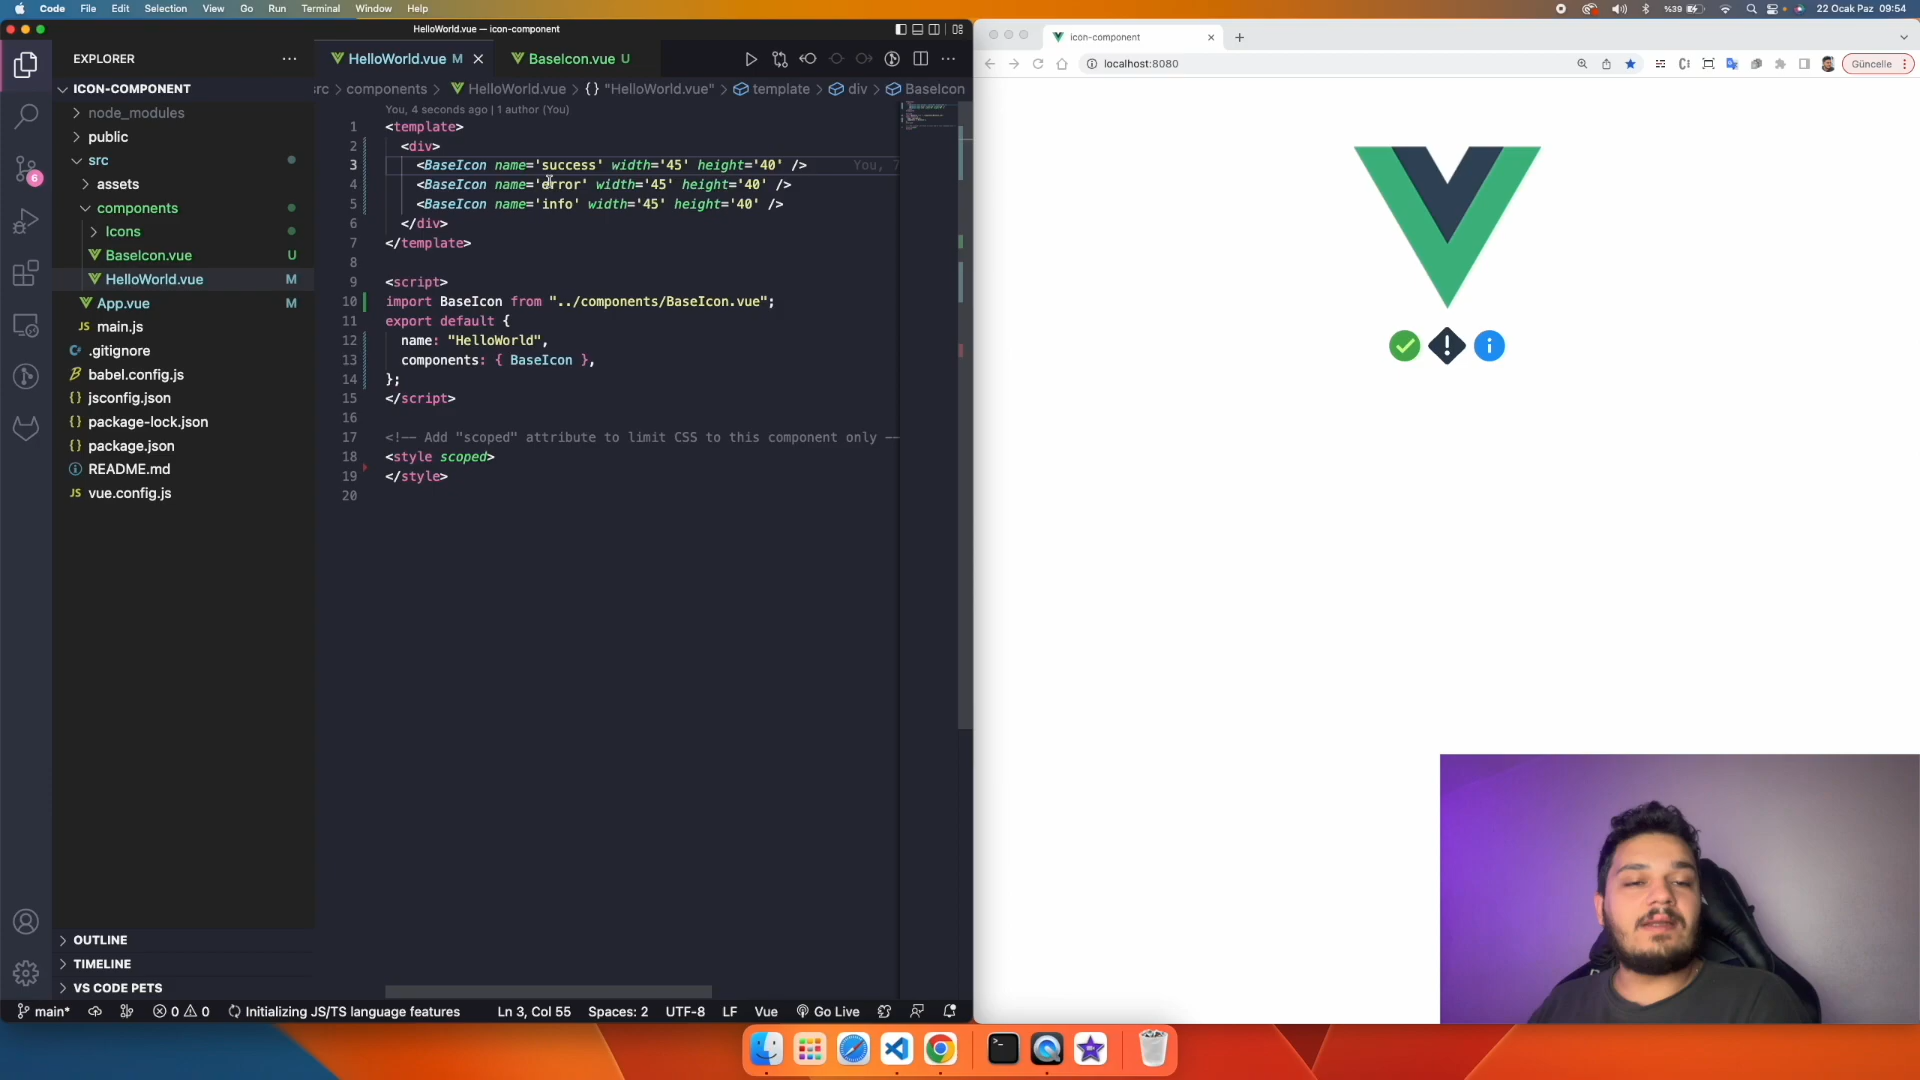 Code File Edit Selection View Go Run Terminal Window Help
%39
22 Ocak Paz 09:54
HelloWorld.vue — icon-component
EXPLORER
ICON-COMPONENT
node_modules
public
src
assets
components
Icons
BaseIcon.vue U
HelloWorld.vue M
App.vue M
JS main.js
.gitignore
babel.config.js
{} jsconfig.json
{} package-lock.json
{} package.json
README.md
JS vue.config.js
OUTLINE
TIMELINE
VS CODE PETS
6
HelloWorld.vue M
BaseIcon.vue U
src > components > HelloWorld.vue > {} "HelloWorld.vue" > template > div > BaseIcon
You, 4 seconds ago | 1 author (You)
1 <template>
2 <div>
3 <BaseIcon name='success' width='45' height='40' /> You, 7
4 <BaseIcon name='error' width='45' height='40' />
5 <BaseIcon name='info' width='45' height='40' />
6 </div>
7 </template>
8
9 <script>
10 import BaseIcon from "../components/BaseIcon.vue";
11 export default {
12 name: "HelloWorld",
13 components: { BaseIcon },
14 };
15 </script>
16
17 <!-- Add "scoped" attribute to limit CSS to this component only --
18 <style scoped>
19 </style>
20
main* 0 0 Initializing JS/TS language features Ln 3, Col 55 Spaces: 2 UTF-8 LF Vue Go Live
icon-component
localhost:8080
Güncelle